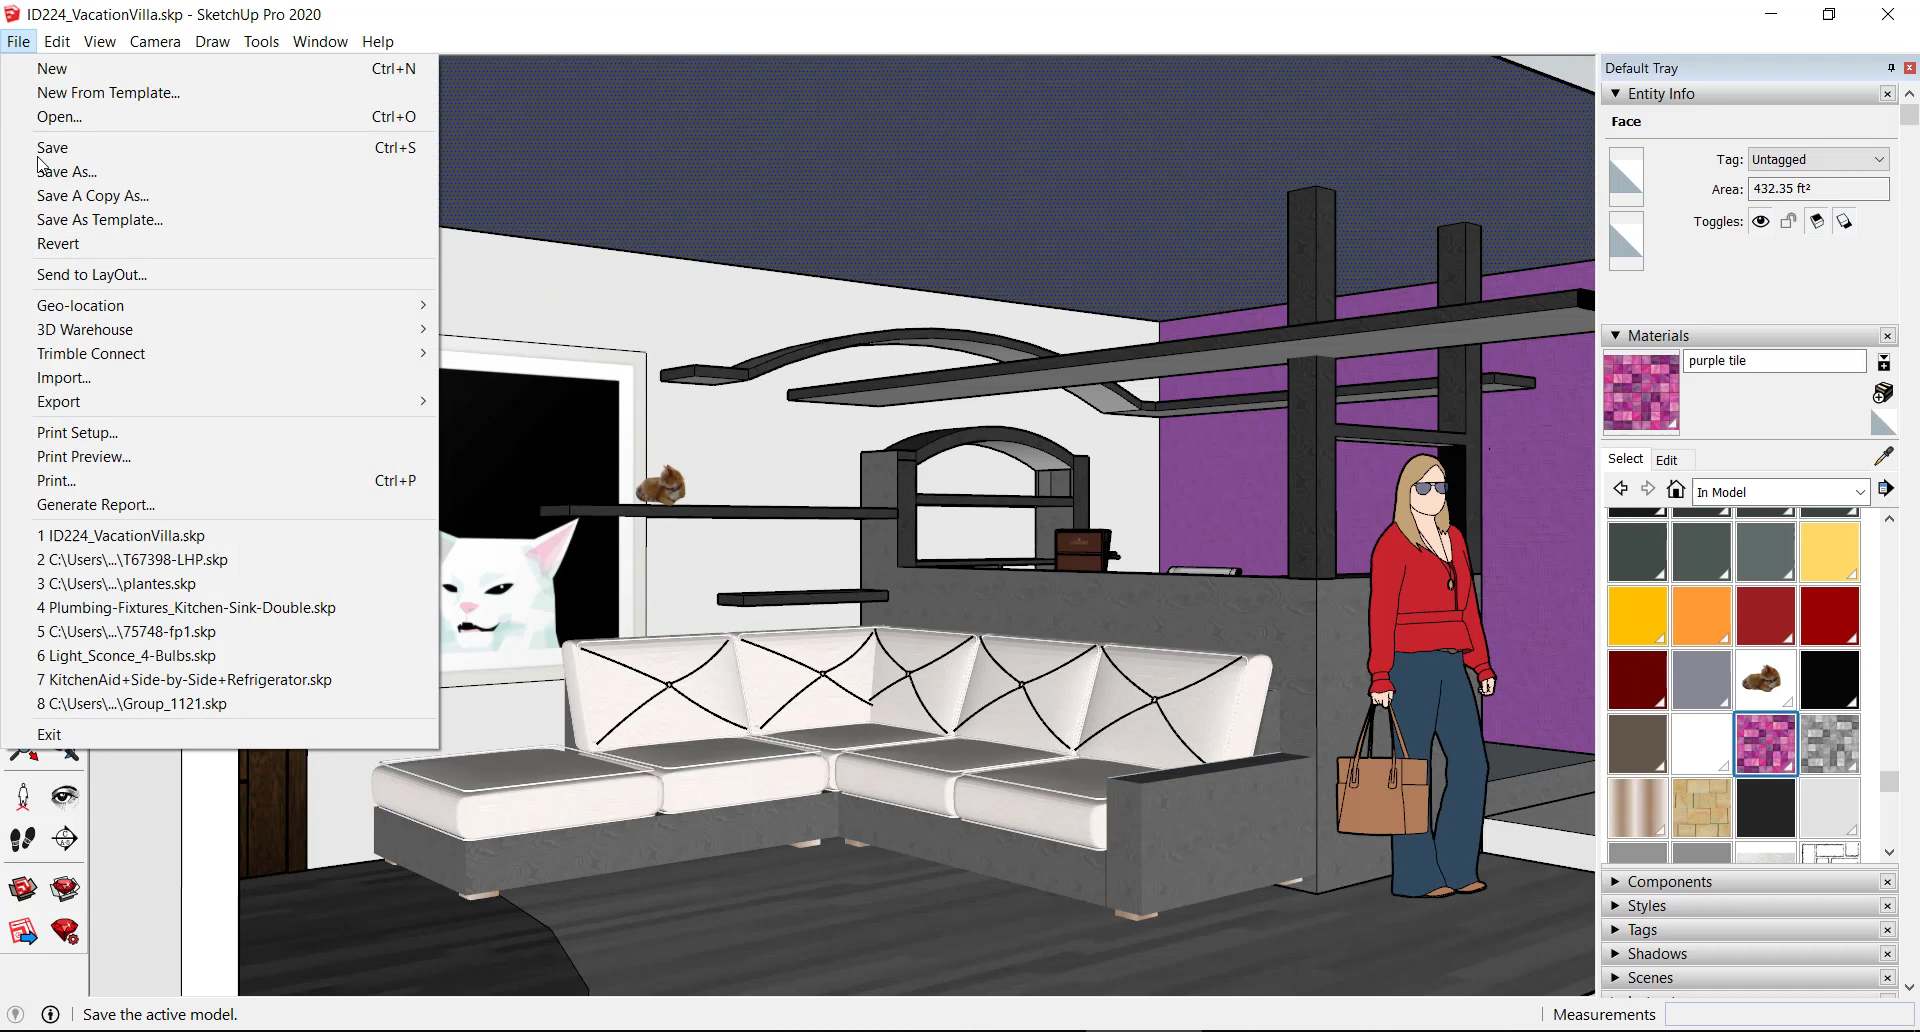 ID224_VacationVilla.skp - SketchUp Pro 2020
File Edit View Camera Draw Tools Window Help
New Ctrl+N
New From Template...
Open... Ctrl+O
Save Ctrl+S
Save As...
Save A Copy As...
Save As Template...
Revert
Send to LayOut...
Geo-location
3D Warehouse
Trimble Connect
Import...
Export
Print Setup...
Print Preview...
Print... Ctrl+P
Generate Report...
1 ID224_VacationVilla.skp
2 C:\Users\...\T67398-LHP.skp
3 C:\Users\...\plantes.skp
4 Plumbing-Fixtures_Kitchen-Sink-Double.skp
5 C:\Users\...\75748-fp1.skp
6 Light_Sconce_4-Bulbs.skp
7 KitchenAid+Side-by-Side+Refrigerator.skp
8 C:\Users\...\Group_1121.skp
Exit
Default Tray
Entity Info
Face
Tag: Untagged
Area: 432.35 ft²
Toggles:
Materials
purple tile
Select Edit
In Model
Components
Styles
Tags
Shadows
Scenes
Save the active model.
Measurements